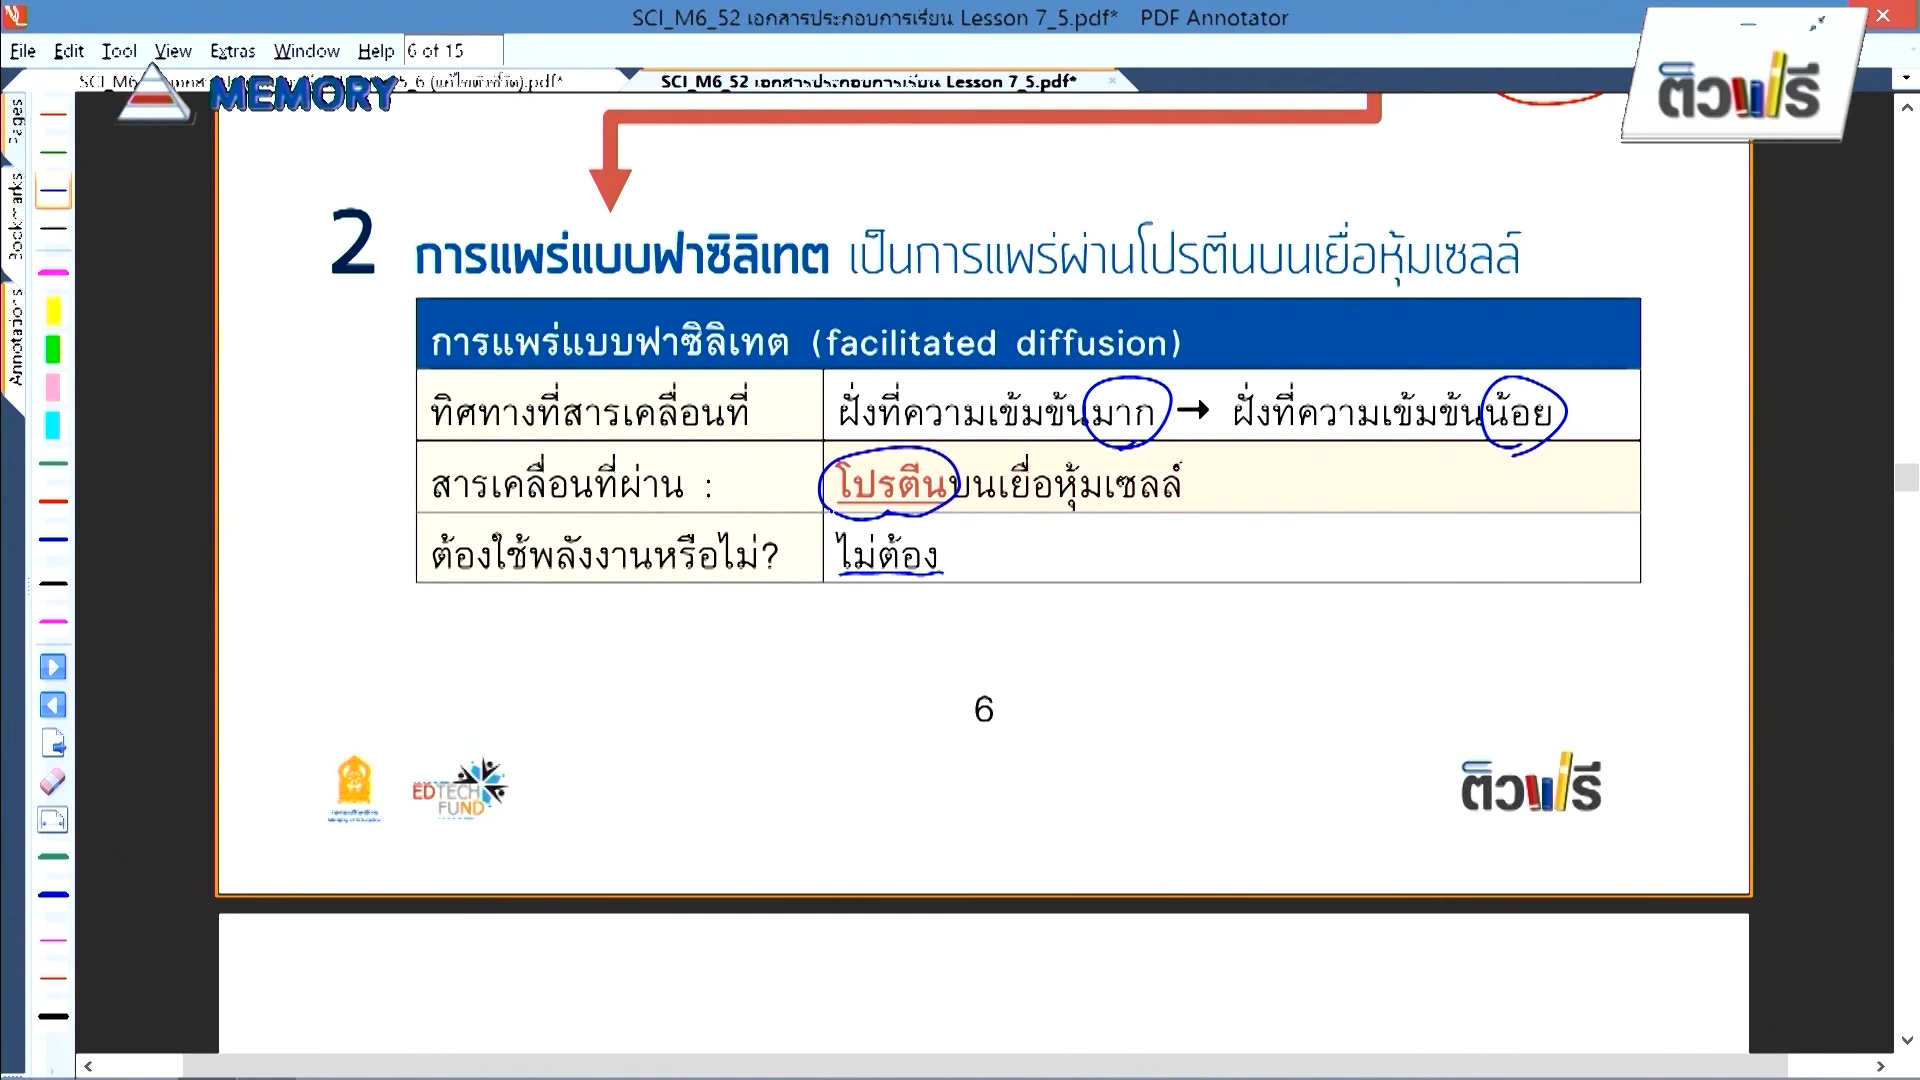 SCI_M6_52 เอกสารประกอบการเรียน Lesson 7_5.pdf* PDF Annotator
File Edit Tool View Extras Window Help 6 of 15
SCI_M6 5_6 .pdf*
SCI_M6_52 เอกสารประกอบการเรียน Lesson 7_5.pdf*
MEMORY
ติวฟรี
Pages
Bookmarks
Annotations
2 การแพร่แบบฟาซิลิเทต เป็นการแพร่ผ่านโปรตีนบนเยื่อหุ้มเซลล์
การแพร่แบบฟาซิลิเทต (facilitated diffusion)
ทิศทางที่สารเคลื่อนที่ ฝั่งที่ความเข้มข้นมาก → ฝั่งที่ความเข้มข้นน้อย
สารเคลื่อนที่ผ่าน : โปรตีนบนเยื่อหุ้มเซลล์
ต้องใช้พลังงานหรือไม่? ไม่ต้อง
6
EDTECH
FUND
ติวฟรี